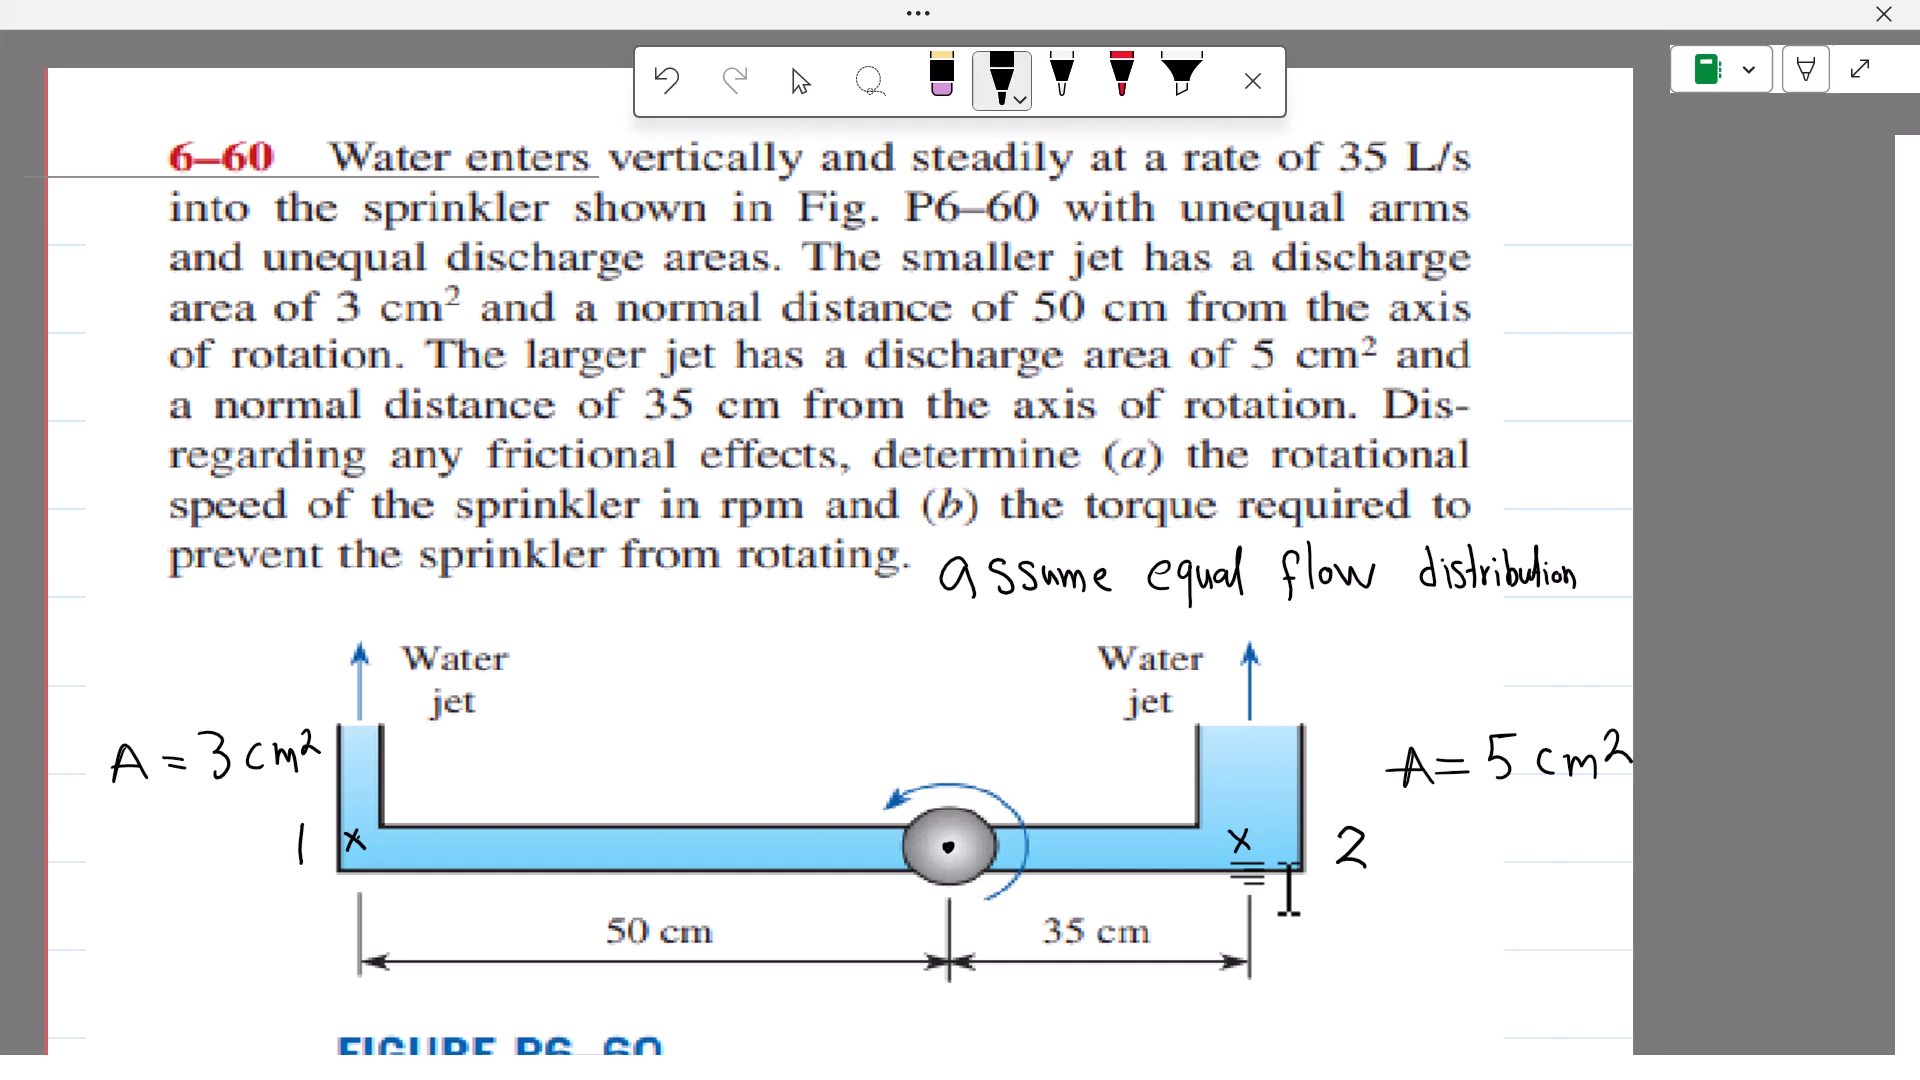 6–60 Water enters vertically and steadily at a rate of 35 L/s
into the sprinkler shown in Fig. P6–60 with unequal arms
and unequal discharge areas. The smaller jet has a discharge
area of 3 cm² and a normal distance of 50 cm from the axis
of rotation. The larger jet has a discharge area of 5 cm² and
a normal distance of 35 cm from the axis of rotation. Dis-
regarding any frictional effects, determine (a) the rotational
speed of the sprinkler in rpm and (b) the torque required to
prevent the sprinkler from rotating. assume equal flow distribution
Water
jet
Water
jet
A = 3 cm²
A = 5 cm²
1 x
x 2
50 cm
35 cm
FIGURE P6–60